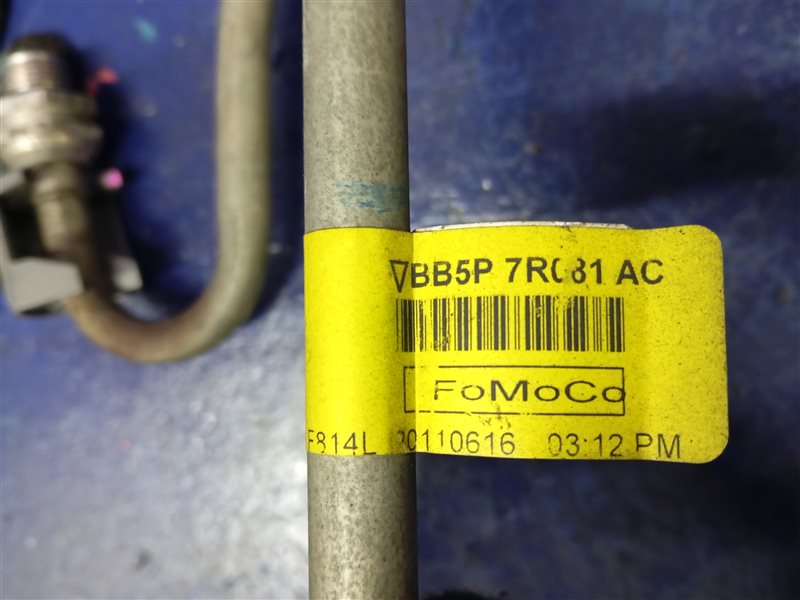 ▽BB5P 7R081 AC
FoMoCo
F814L 20110616 03:12 PM